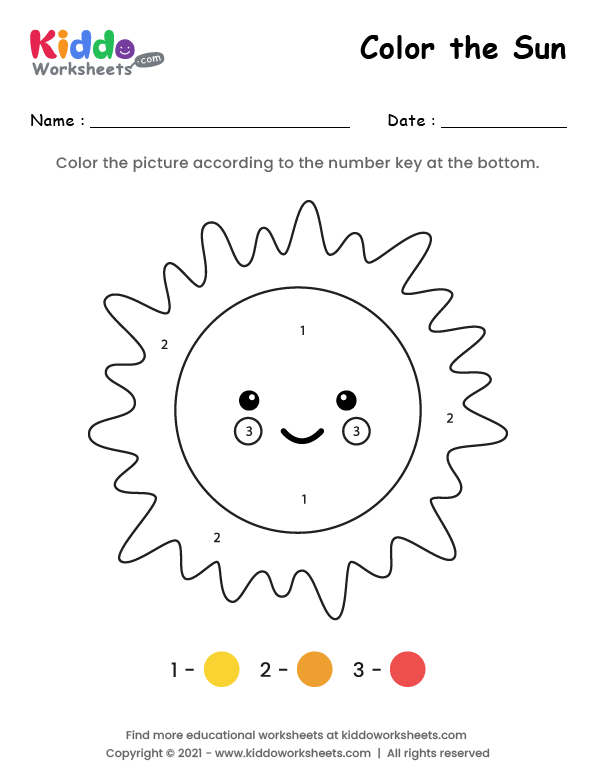 Kiddo
Worksheets.com
Color the Sun
Name : Date :
Color the picture according to the number key at the bottom.
1
2
2
3 3
1
2
1 - 2 - 3 -
Find more educational worksheets at kiddoworksheets.com
Copyright © 2021 - www.kiddoworksheets.com | All rights reserved